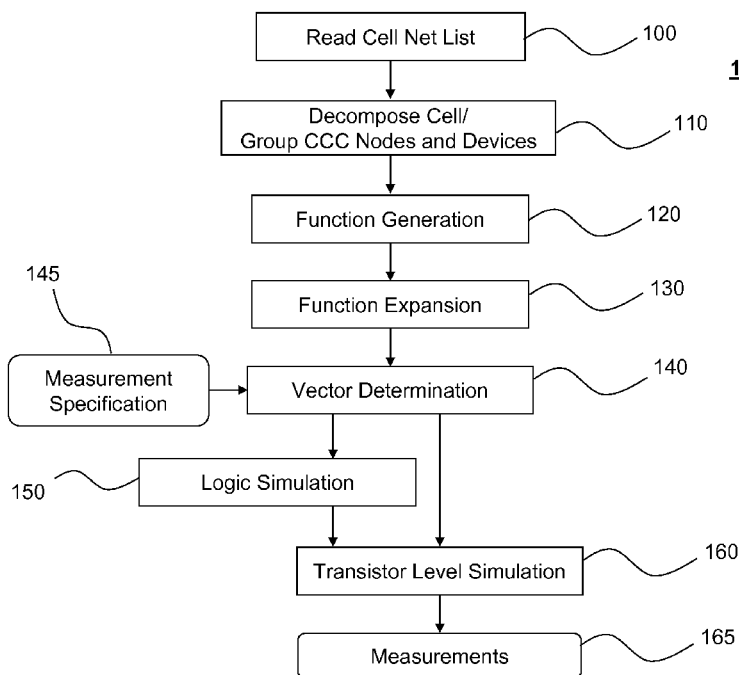 Read Cell Net List
100
1
Decompose Cell/
Group CCC Nodes and Devices
110
Function Generation
120
145
Function Expansion
130
Measurement
Specification
Vector Determination
140
150
Logic Simulation
Transistor Level Simulation
160
Measurements
165